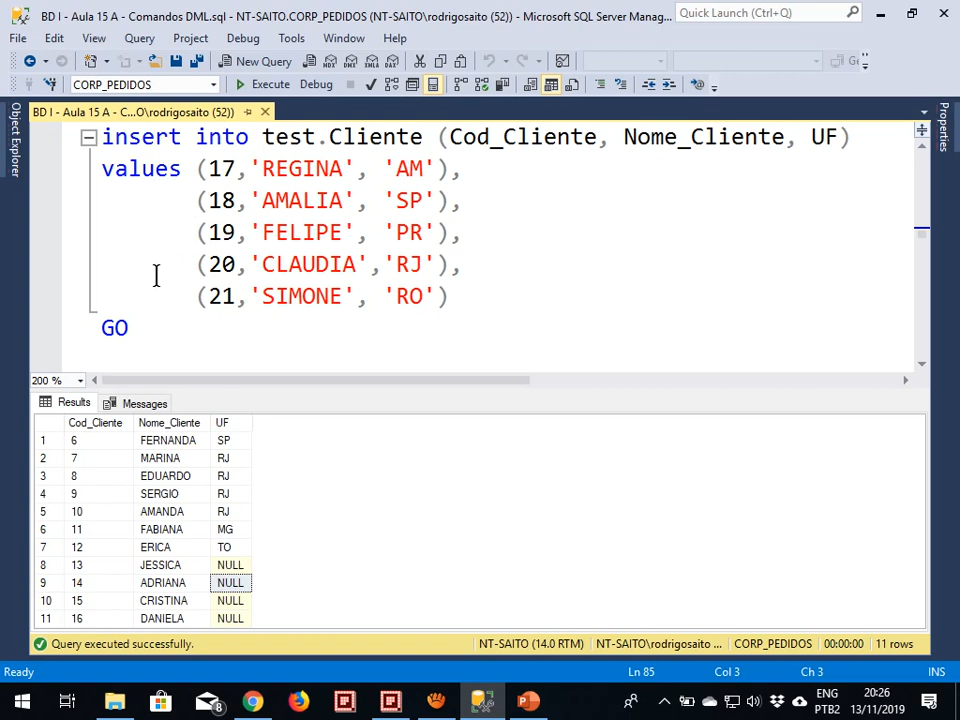 BD I - Aula 15 A - Comandos DML.sql - NT-SAITO.CORP_PEDIDOS (NT-SAITO\rodrigosaito (52)) - Microsoft SQL Server Manag...
Quick Launch (Ctrl+Q)
File Edit View Query Project Debug Tools Window Help
New Query
CORP_PEDIDOS
Execute Debug
BD I - Aula 15 A - C...O\rodrigosaito (52))
Object Explorer
Properties
insert into test.Cliente (Cod_Cliente, Nome_Cliente, UF)
values (17,'REGINA', 'AM'),
(18,'AMALIA', 'SP'),
(19,'FELIPE', 'PR'),
(20,'CLAUDIA','RJ'),
(21,'SIMONE', 'RO')
GO
200 %
Results Messages
Cod_Cliente Nome_Cliente UF
1 6 FERNANDA SP
2 7 MARINA RJ
3 8 EDUARDO RJ
4 9 SERGIO RJ
5 10 AMANDA RJ
6 11 FABIANA MG
7 12 ERICA TO
8 13 JESSICA NULL
9 14 ADRIANA NULL
10 15 CRISTINA NULL
11 16 DANIELA NULL
Query executed successfully.
NT-SAITO (14.0 RTM) NT-SAITO\rodrigosaito ... CORP_PEDIDOS 00:00:00 11 rows
Ready Ln 85 Col 3 Ch 3 INS
8
ENG
PTB2
20:26
13/11/2019